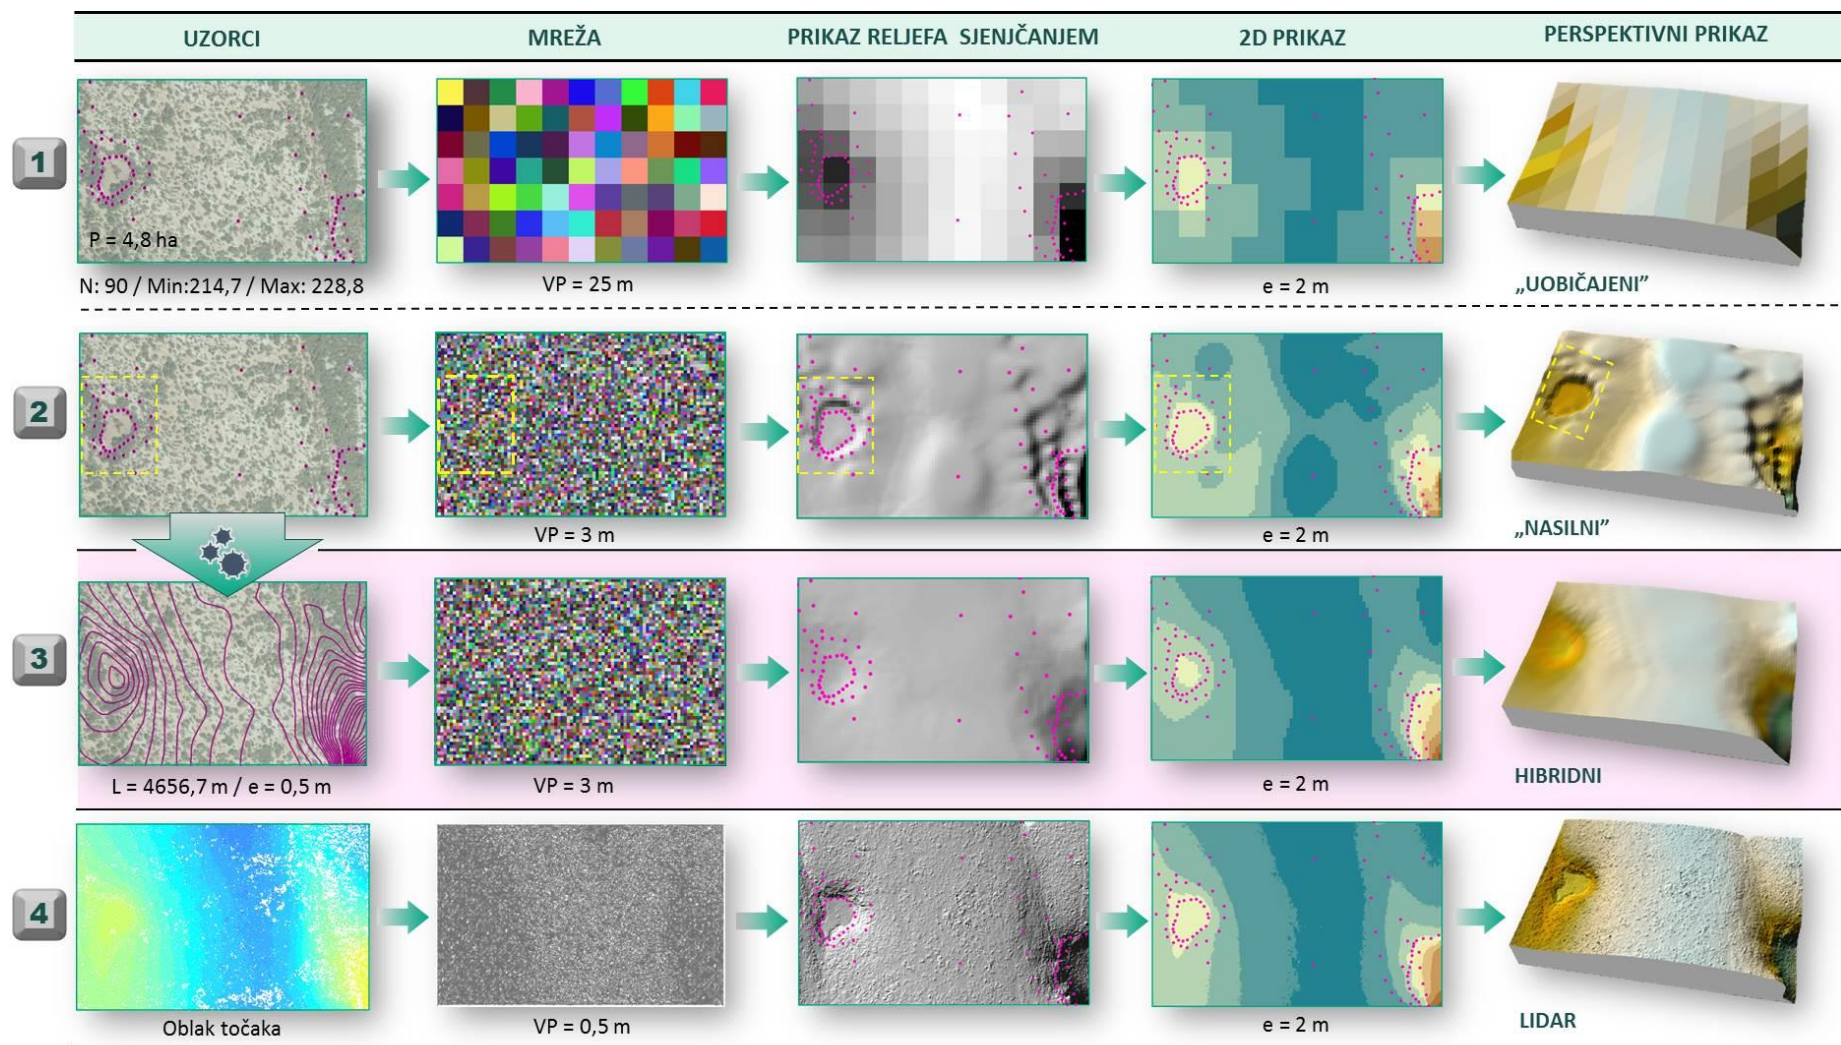 UZORCI
MREŽA
PRIKAZ RELJEFA SJENČANJEM
2D PRIKAZ
PERSPEKTIVNI PRIKAZ
1
P = 4,8 ha
N: 90 / Min:214,7 / Max: 228,8
VP = 25 m
e = 2 m
„UOBIČAJENI”
2
VP = 3 m
e = 2 m
„NASILNI”
3
L = 4656,7 m / e = 0,5 m
VP = 3 m
e = 2 m
HIBRIDNI
4
Oblak točaka
VP = 0,5 m
e = 2 m
LIDAR